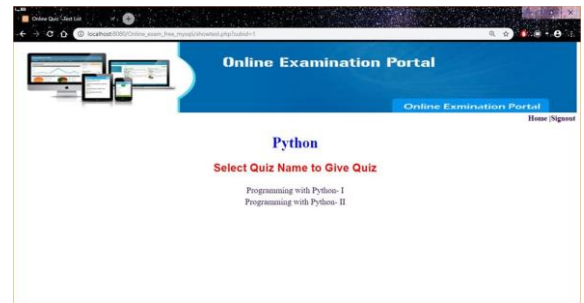 Online Quiz - Test List
localhost:8080/Online_exam_free_mysqli/showtest.php?subid=1
Online Examination Portal
Online Exmination Portal
Home |Signout
Python
Select Quiz Name to Give Quiz
Programming with Python- I
Programming with Python- II